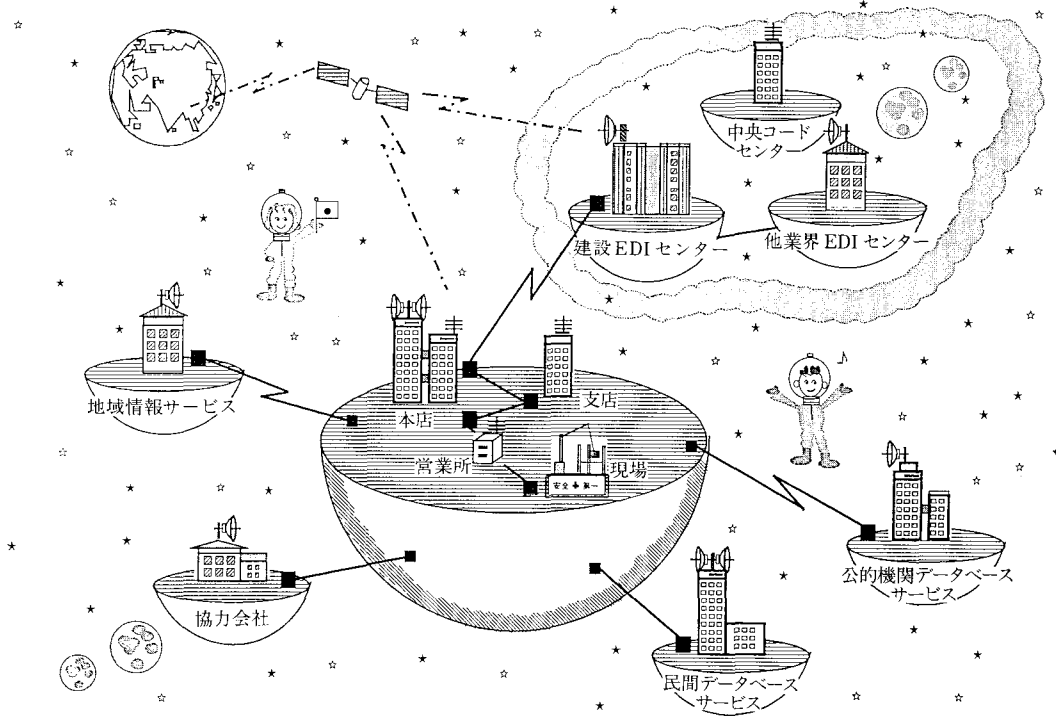 中央コード
センター
建設EDIセンター
他業界EDIセンター
地域情報サービス
本店
支店
営業所
現場
安全✚第一
公的機関データベース
サービス
協力会社
民間データベース
サービス